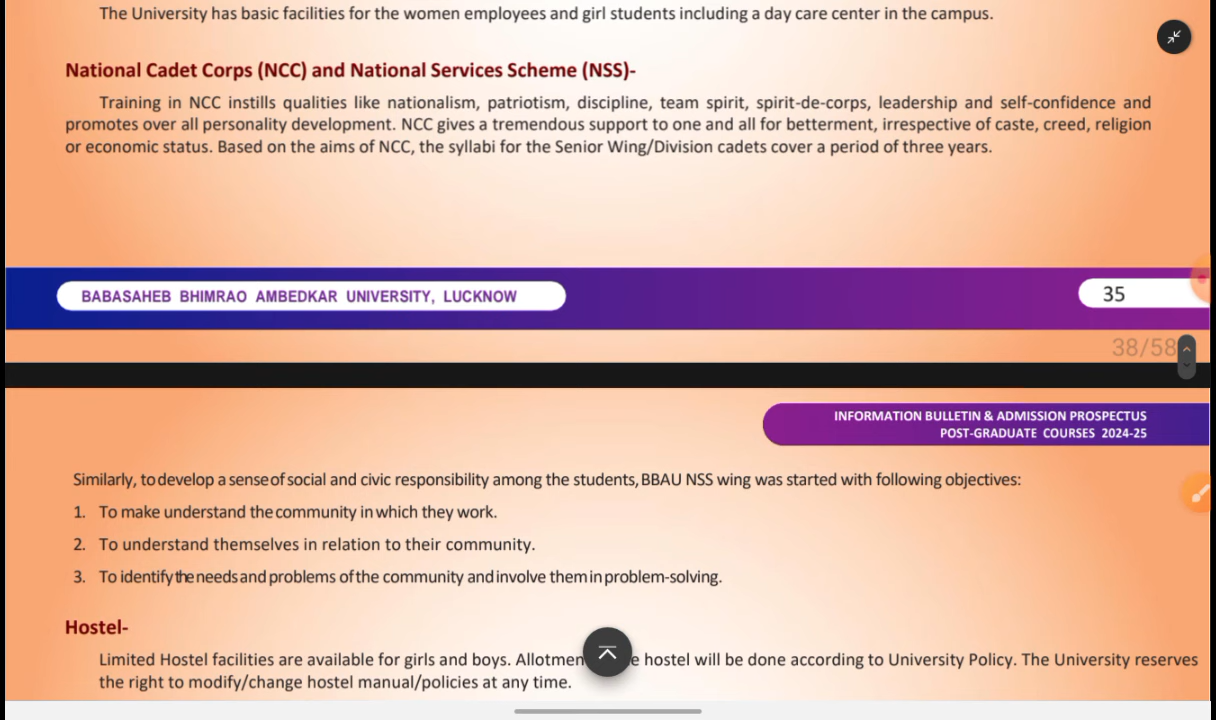 The University has basic facilities for the women employees and girl students including a day care center in the campus.
National Cadet Corps (NCC) and National Services Scheme (NSS)-
Training in NCC instills qualities like nationalism, patriotism, discipline, team spirit, spirit-de-corps, leadership and self-confidence and
promotes over all personality development. NCC gives a tremendous support to one and all for betterment, irrespective of caste, creed, religion
or economic status. Based on the aims of NCC, the syllabi for the Senior Wing/Division cadets cover a period of three years.
BABASAHEB BHIMRAO AMBEDKAR UNIVERSITY, LUCKNOW
35
38/58
INFORMATION BULLETIN & ADMISSION PROSPECTUS
POST-GRADUATE COURSES 2024-25
Similarly, to develop a sense of social and civic responsibility among the students, BBAU NSS wing was started with following objectives:
1. To make understand the community in which they work.
2. To understand themselves in relation to their community.
3. To identify the needs and problems of the community and involve them in problem-solving.
Hostel-
Limited Hostel facilities are available for girls and boys. hostel will be done according to University Policy. The University reserves
the right to modify/change hostel manual/policies at any time.